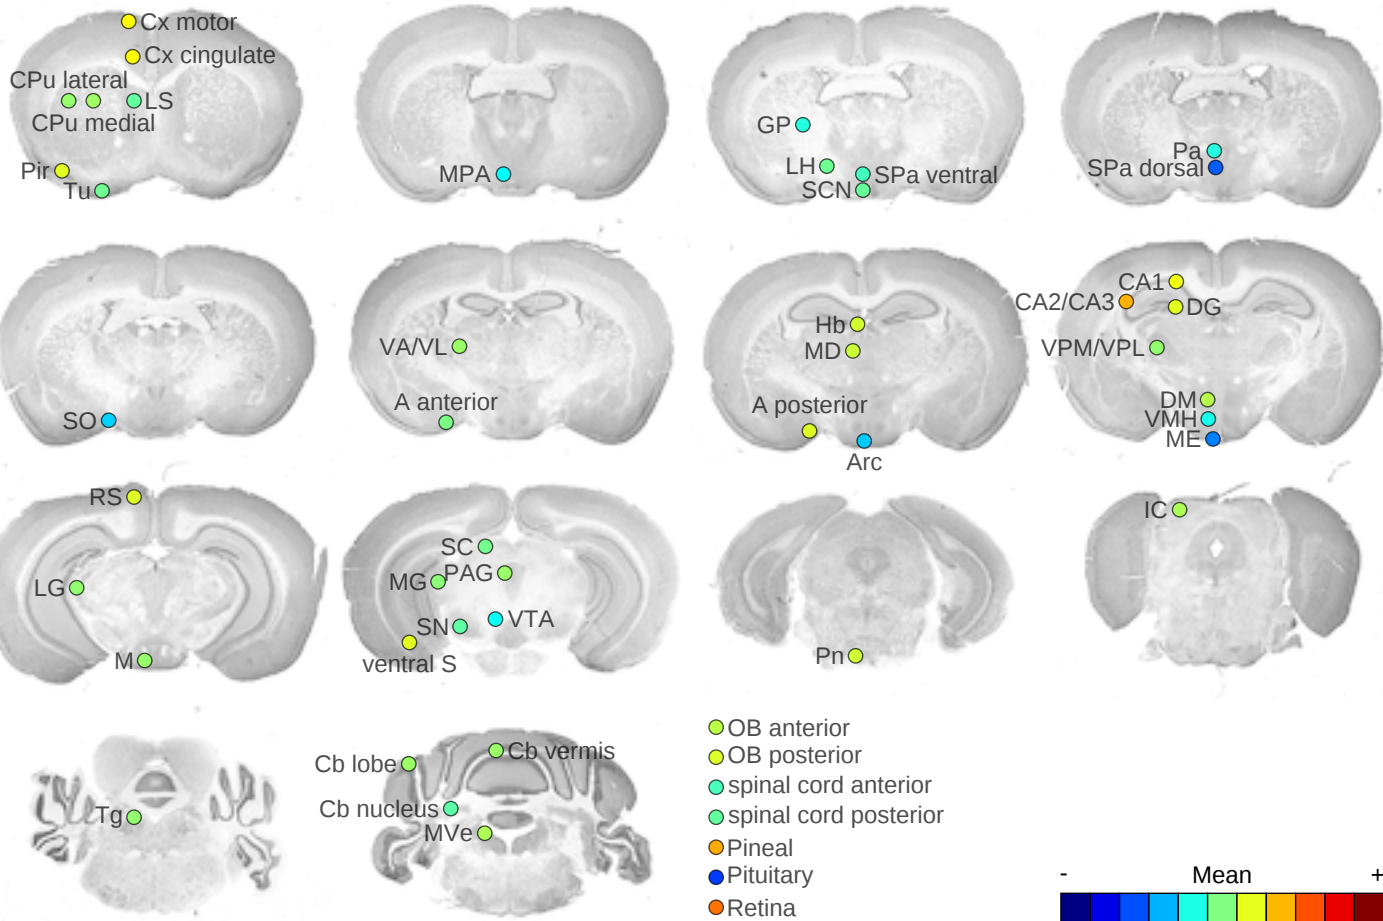 Cx motor
Cx cingulate
CPu lateral
LS
CPu medial
Pir
Tu
MPA
GP
LH
SPa ventral
SCN
Pa
SPa dorsal
SO
VA/VL
A anterior
Hb
MD
A posterior
Arc
CA1
CA2/CA3
DG
VPM/VPL
DM
VMH
ME
RS
LG
M
SC
PAG
MG
SN
VTA
ventral S
Pn
IC
Tg
Cb lobe
Cb vermis
Cb nucleus
MVe
OB anterior
OB posterior
spinal cord anterior
spinal cord posterior
Pineal
Pituitary
Retina
- Mean +